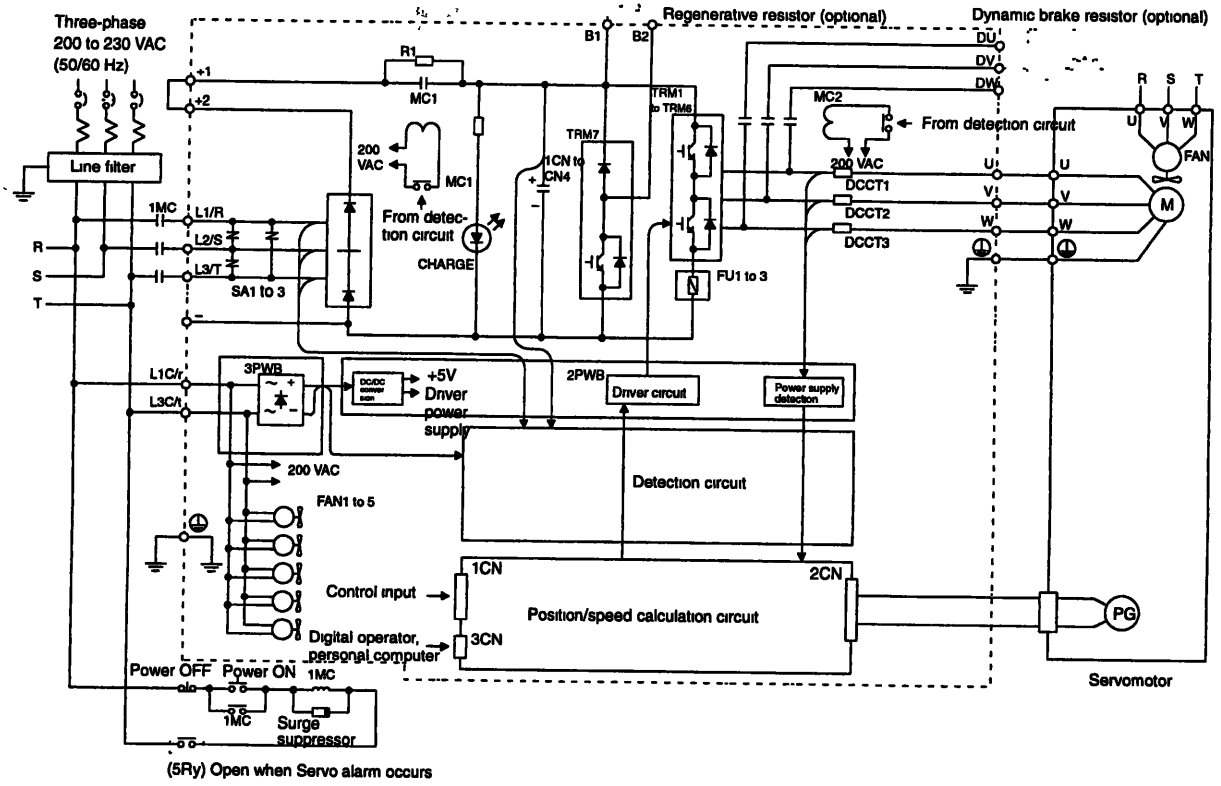 Three-phase
200 to 230 VAC
(50/60 Hz)
Regenerative resistor (optional)
Dynamic brake resistor (optional)
B1
B2
DU
DV
DW
R1
+1
MC1
+2
TRM1
to TRM6
MC2
R
S
T
From detection circuit
U
V
W
FAN
Line filter
200
VAC
MC1
TRM7
1CN to
CN4
+
−
200 VAC
DCCT1
U
U
1MC
L1/R
From detec-
tion circuit
DCCT2
V
V
M
R
L2/S
DCCT3
W
W
S
L3/T
CHARGE
FU1 to 3
SA1 to 3
T
−
L1C/r
3PWB
~
+
~
−
DC/DC
conver
sion
+5V
Driver
power
supply
2PWB
Driver circuit
Power supply
detection
L3C/t
200 VAC
Detection circuit
FAN1 to 5
1CN
2CN
Control input
Position/speed calculation circuit
PG
Digital operator,
personal computer
3CN
Power OFF
Power ON
1MC
Servomotor
1MC
Surge
suppressor
(5Ry) Open when Servo alarm occurs